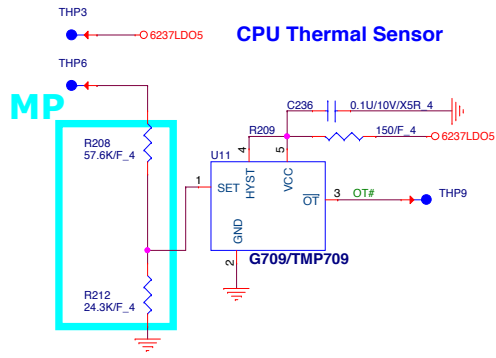 THP3
6237LDO5
CPU Thermal Sensor
THP6
MP
C236
0.1U/10V/X5R_4
R208
57.6K/F_4
R209
150/F_4
6237LDO5
U11
4
5
1
SET
HYST
VCC
OT
3
OT#
THP9
GND
2
G709/TMP709
R212
24.3K/F_4